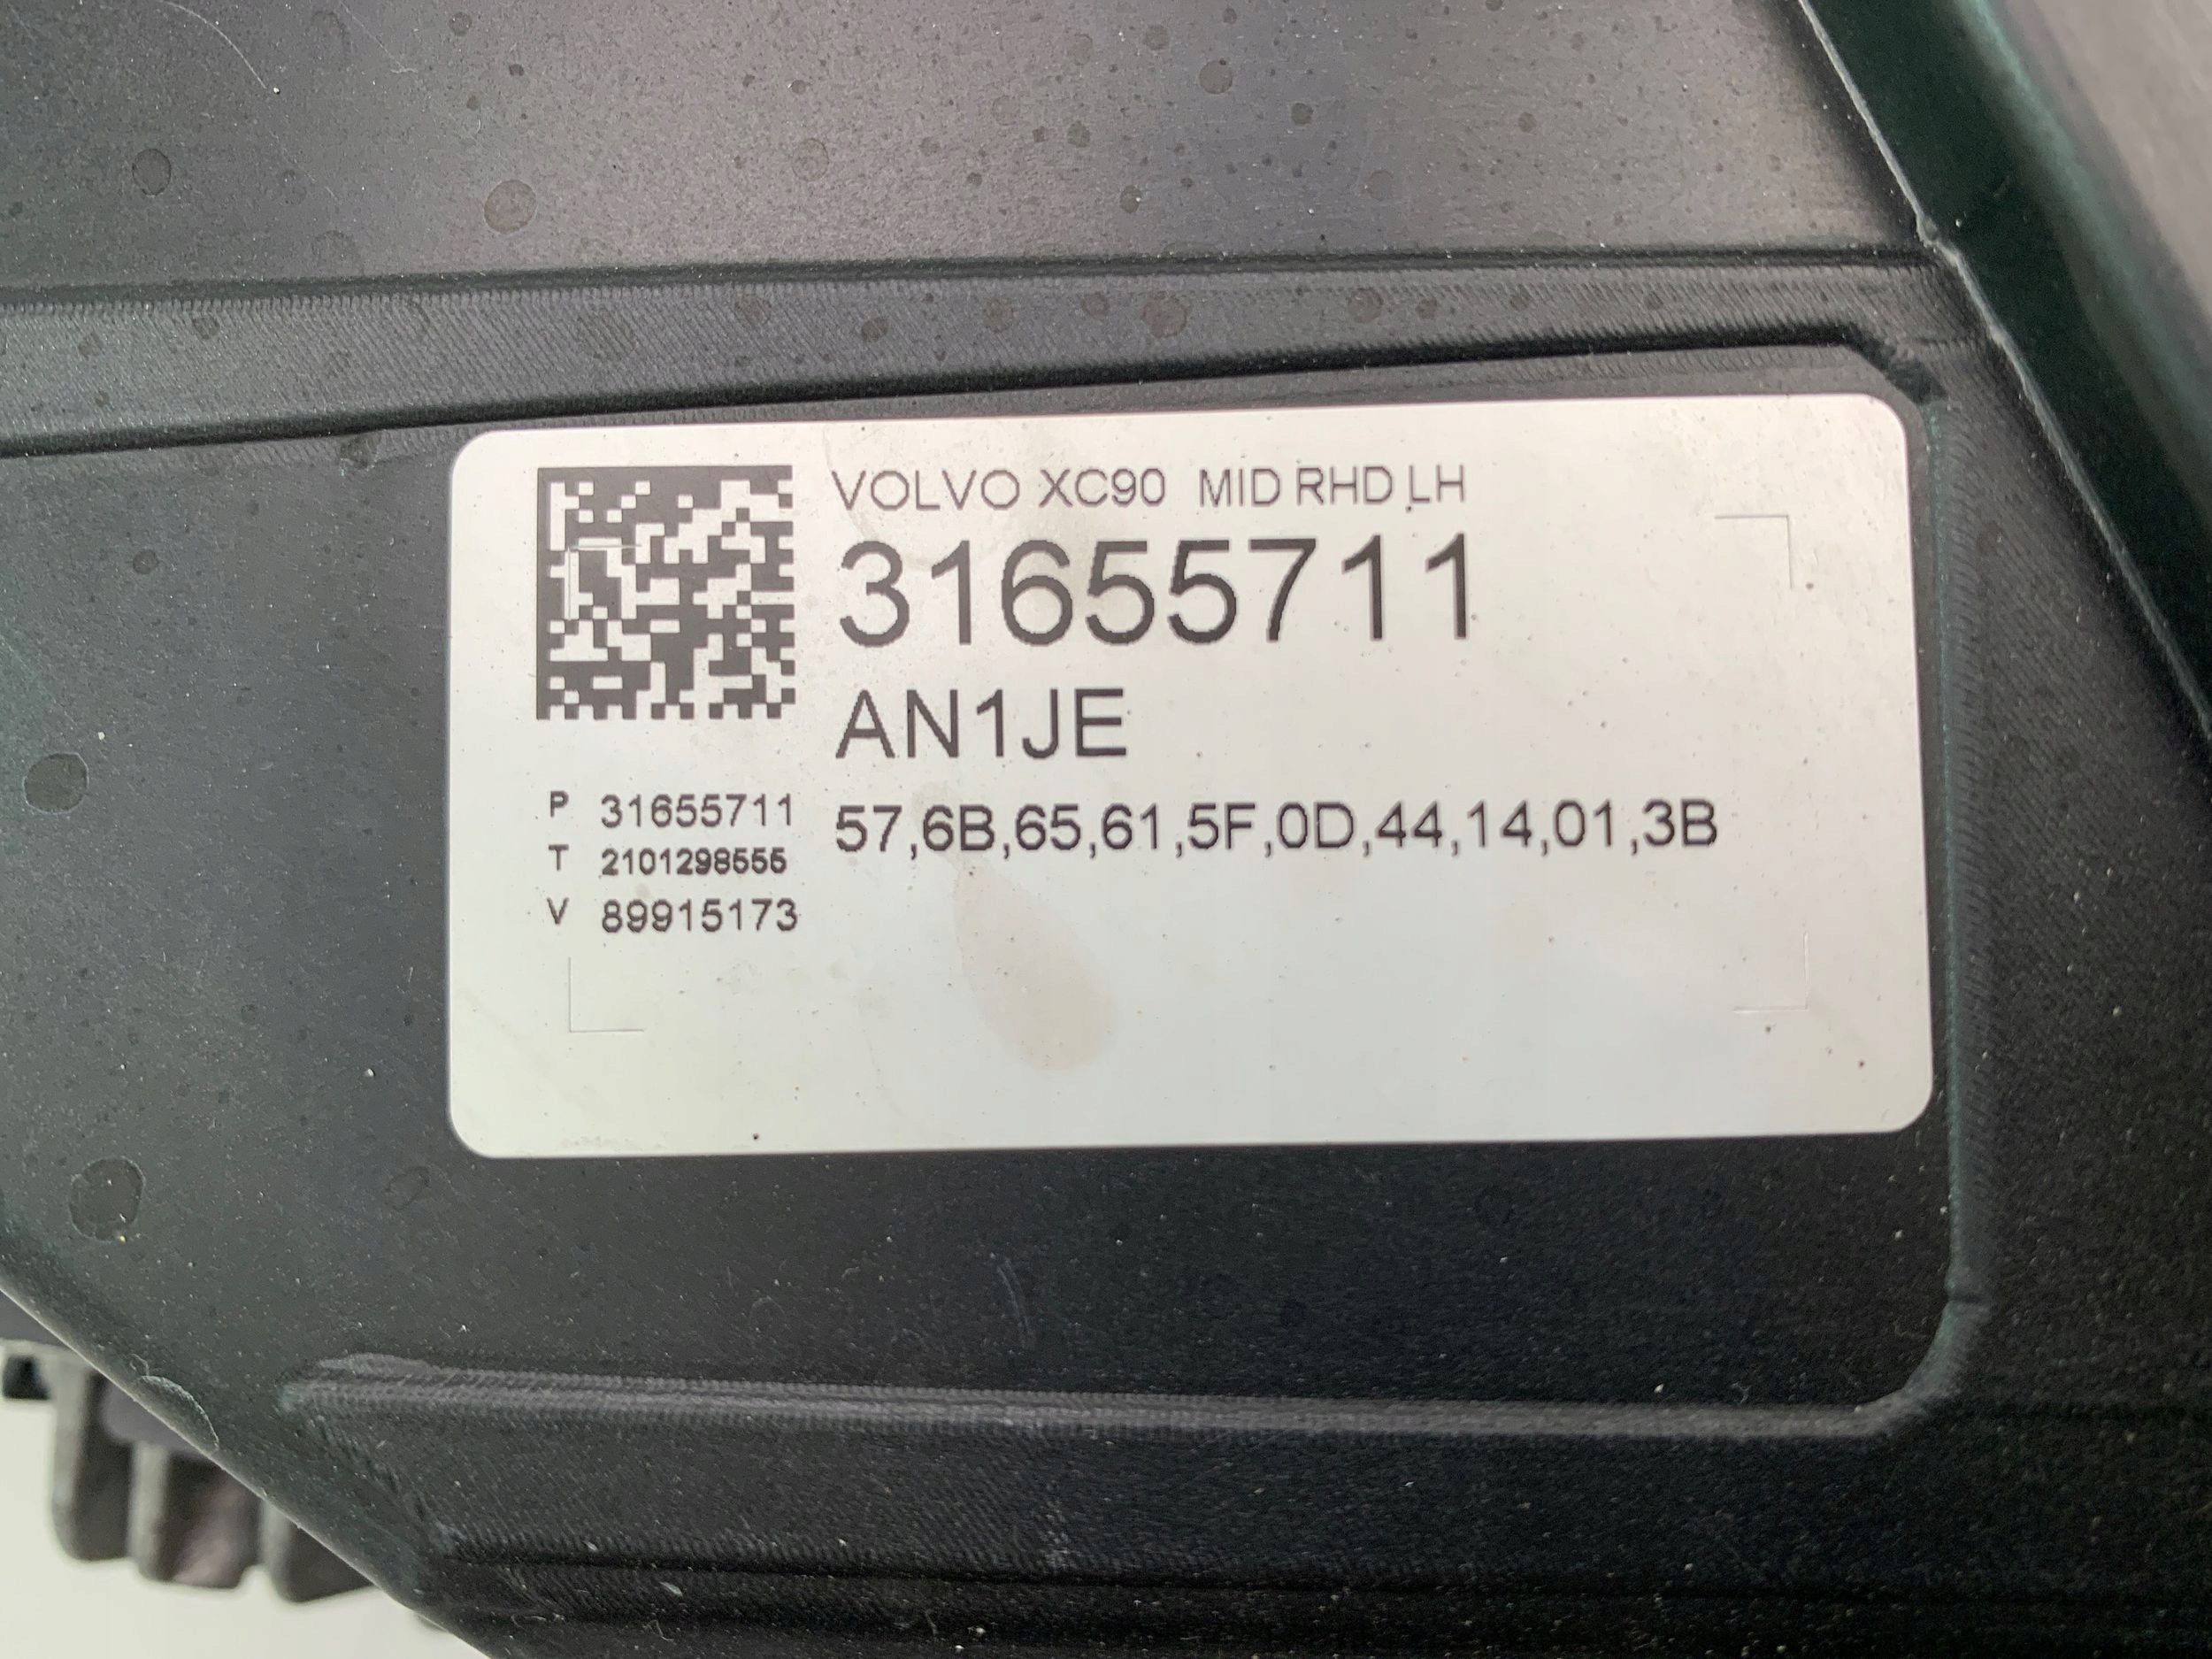 VOLVO XC90 MID RHD LH
31655711
AN1JE
P 31655711
T 2101298555
V 89915173
57,6B,65,61,5F,0D,44,14,01,3B